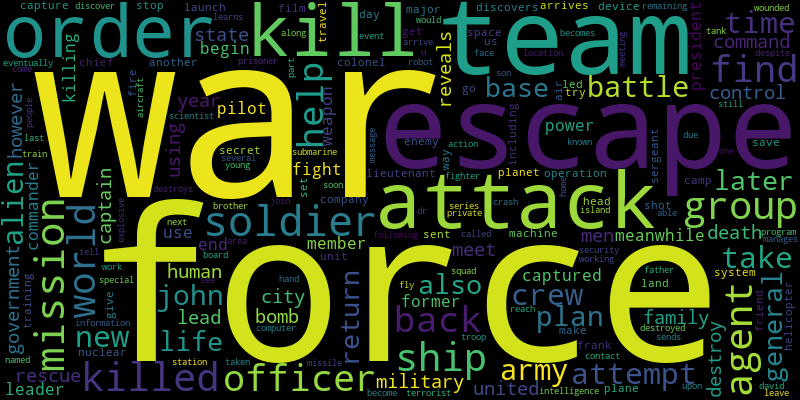 capture discover stop film travel day arrives launch major device discovers
order kill team state begin killing chief another event get arrive along u reveals space us face would becomes location meeting remaining tank wounded despite president time command find
war escape help part prisoner colonel robot son base go led try air battle control
however people last train fire aircraft scientist year using pilot secret several young weapon submarine fight message enemy action way known including power planet operation sergeant due save still one
alien commander captain destroys explosive soldier attack lieutenant set soon company home head island camp shot able later group
mission world next use brother join dr series private crash fighter machine men meanwhile death program manages
government training tell work special give end area board member unit following sent called meet security working take
force human john city lead life see hand computer bomb return also former fly squad captured crew reach father land plan make family system destroyed sends agent general friend helicopter
new information nuclear station taken missile back ship troop frank contact destroy
named leader rescue killed officer become terrorist military united army intelligence plane attempt upon david leave
eventually learns come